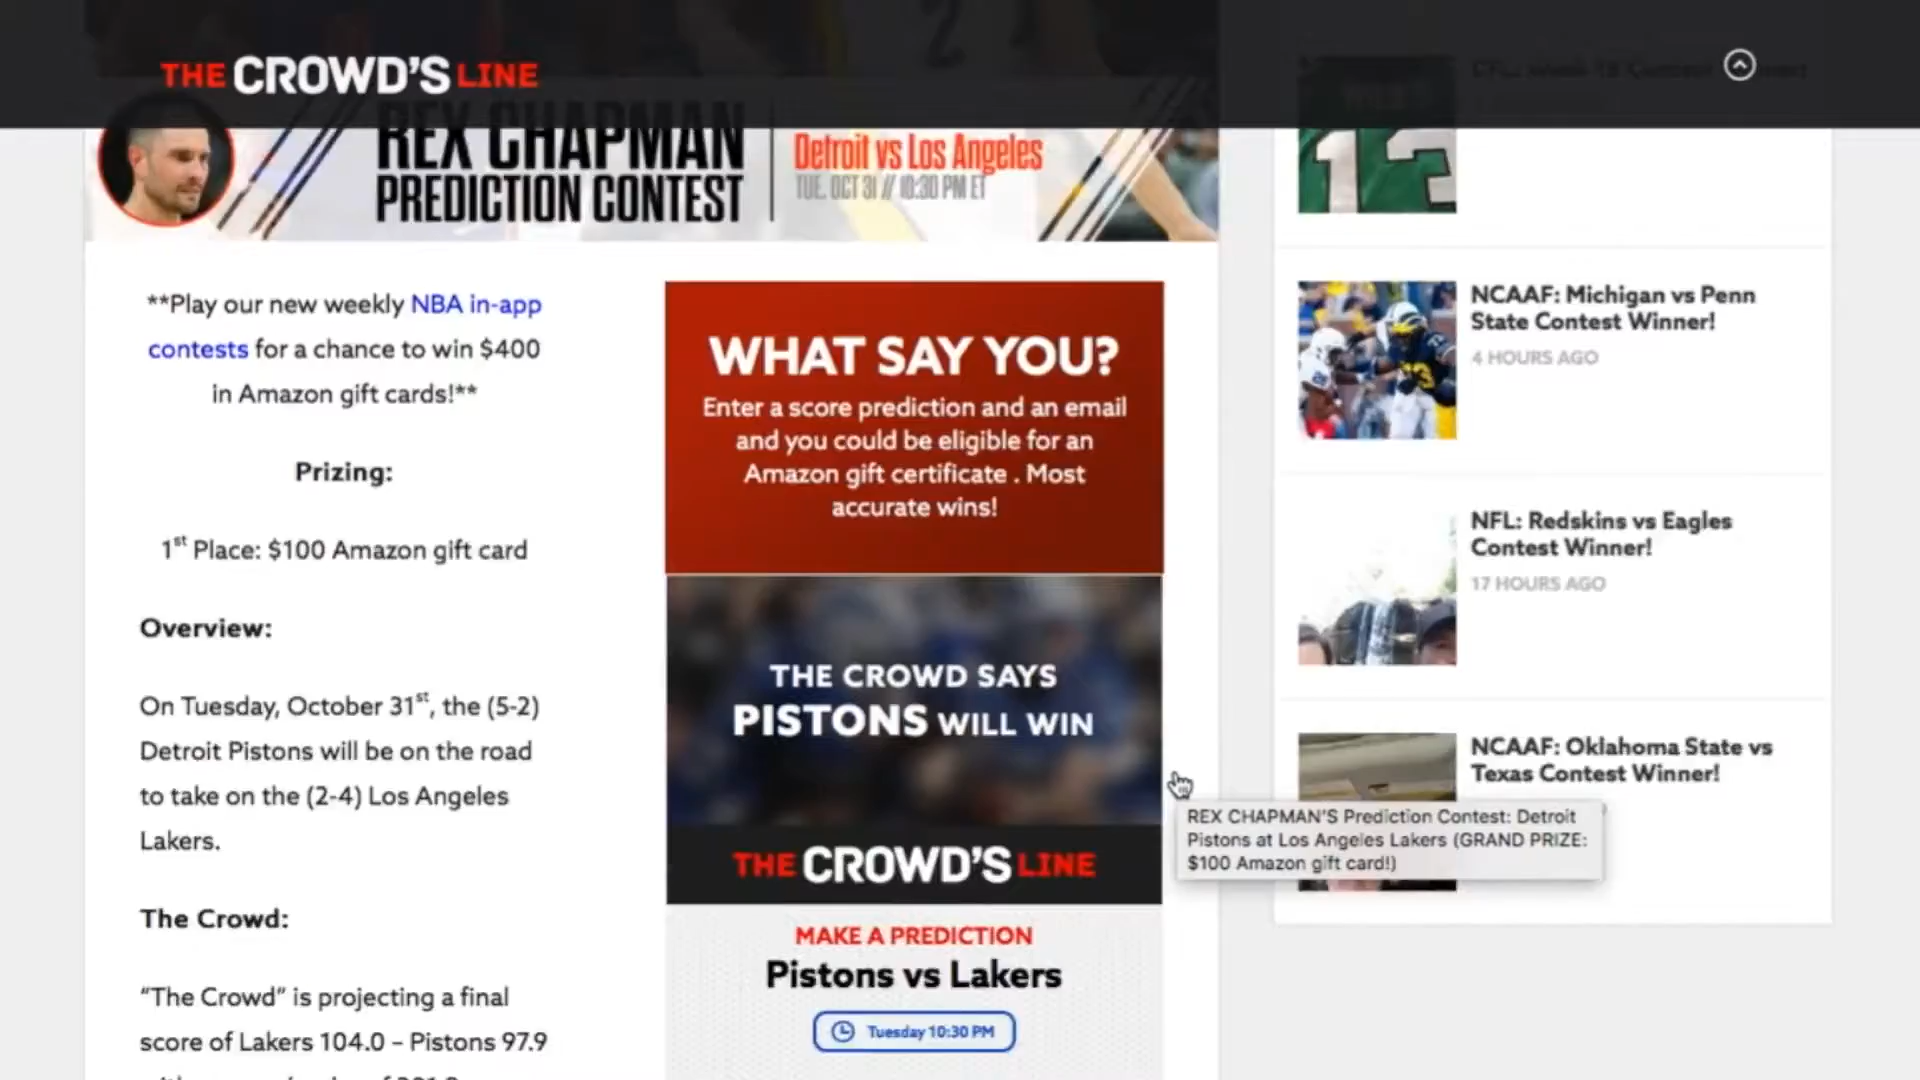 THE CROWD'S LINE
REX CHAPMAN
PREDICTION CONTEST
Detroit vs Los Angeles
TUE. OCT 31 // 10:30 PM ET
13
**Play our new weekly NBA in-app
contests for a chance to win $400
in Amazon gift cards!**
Prizing:
1st Place: $100 Amazon gift card
Overview:
On Tuesday, October 31st, the (5-2)
Detroit Pistons will be on the road
to take on the (2-4) Los Angeles
Lakers.
The Crowd:
“The Crowd” is projecting a final
score of Lakers 104.0 – Pistons 97.9
WHAT SAY YOU?
Enter a score prediction and an email
and you could be eligible for an
Amazon gift certificate . Most
accurate wins!
THE CROWD SAYS
PISTONS WILL WIN
THE CROWD'S LINE
MAKE A PREDICTION
Pistons vs Lakers
Tuesday 10:30 PM
NCAAF: Michigan vs Penn
State Contest Winner!
4 HOURS AGO
NFL: Redskins vs Eagles
Contest Winner!
17 HOURS AGO
NCAAF: Oklahoma State vs
Texas Contest Winner!
REX CHAPMAN'S Prediction Contest: Detroit
Pistons at Los Angeles Lakers (GRAND PRIZE:
$100 Amazon gift card!)